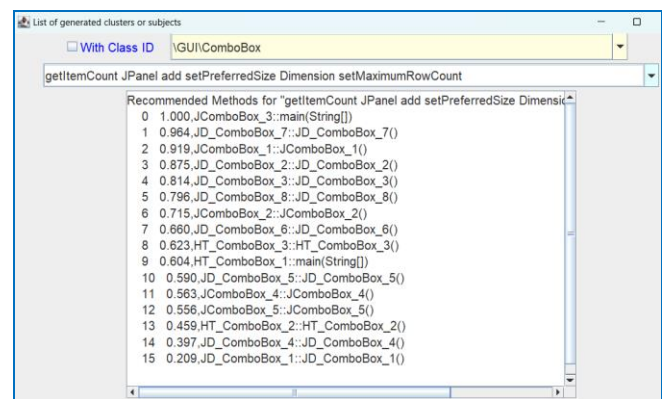 List of generated clusters or subjects
With Class ID \GUI\ComboBox
getItemCount JPanel add setPreferredSize Dimension setMaximumRowCount
Recommended Methods for "getItemCount JPanel add setPreferredSize Dimensio
0 1.000,JComboBox_3::main(String[])
1 0.964,JD_ComboBox_7::JD_ComboBox_7()
2 0.919,JComboBox_1::JComboBox_1()
3 0.875,JD_ComboBox_2::JD_ComboBox_2()
4 0.814,JD_ComboBox_3::JD_ComboBox_3()
5 0.796,JD_ComboBox_8::JD_ComboBox_8()
6 0.715,JComboBox_2::JComboBox_2()
7 0.660,JD_ComboBox_6::JD_ComboBox_6()
8 0.623,HT_ComboBox_3::HT_ComboBox_3()
9 0.604,HT_ComboBox_1::main(String[])
10 0.590,JD_ComboBox_5::JD_ComboBox_5()
11 0.563,JComboBox_4::JComboBox_4()
12 0.556,JComboBox_5::JComboBox_5()
13 0.459,HT_ComboBox_2::HT_ComboBox_2()
14 0.397,JD_ComboBox_4::JD_ComboBox_4()
15 0.209,JD_ComboBox_1::JD_ComboBox_1()